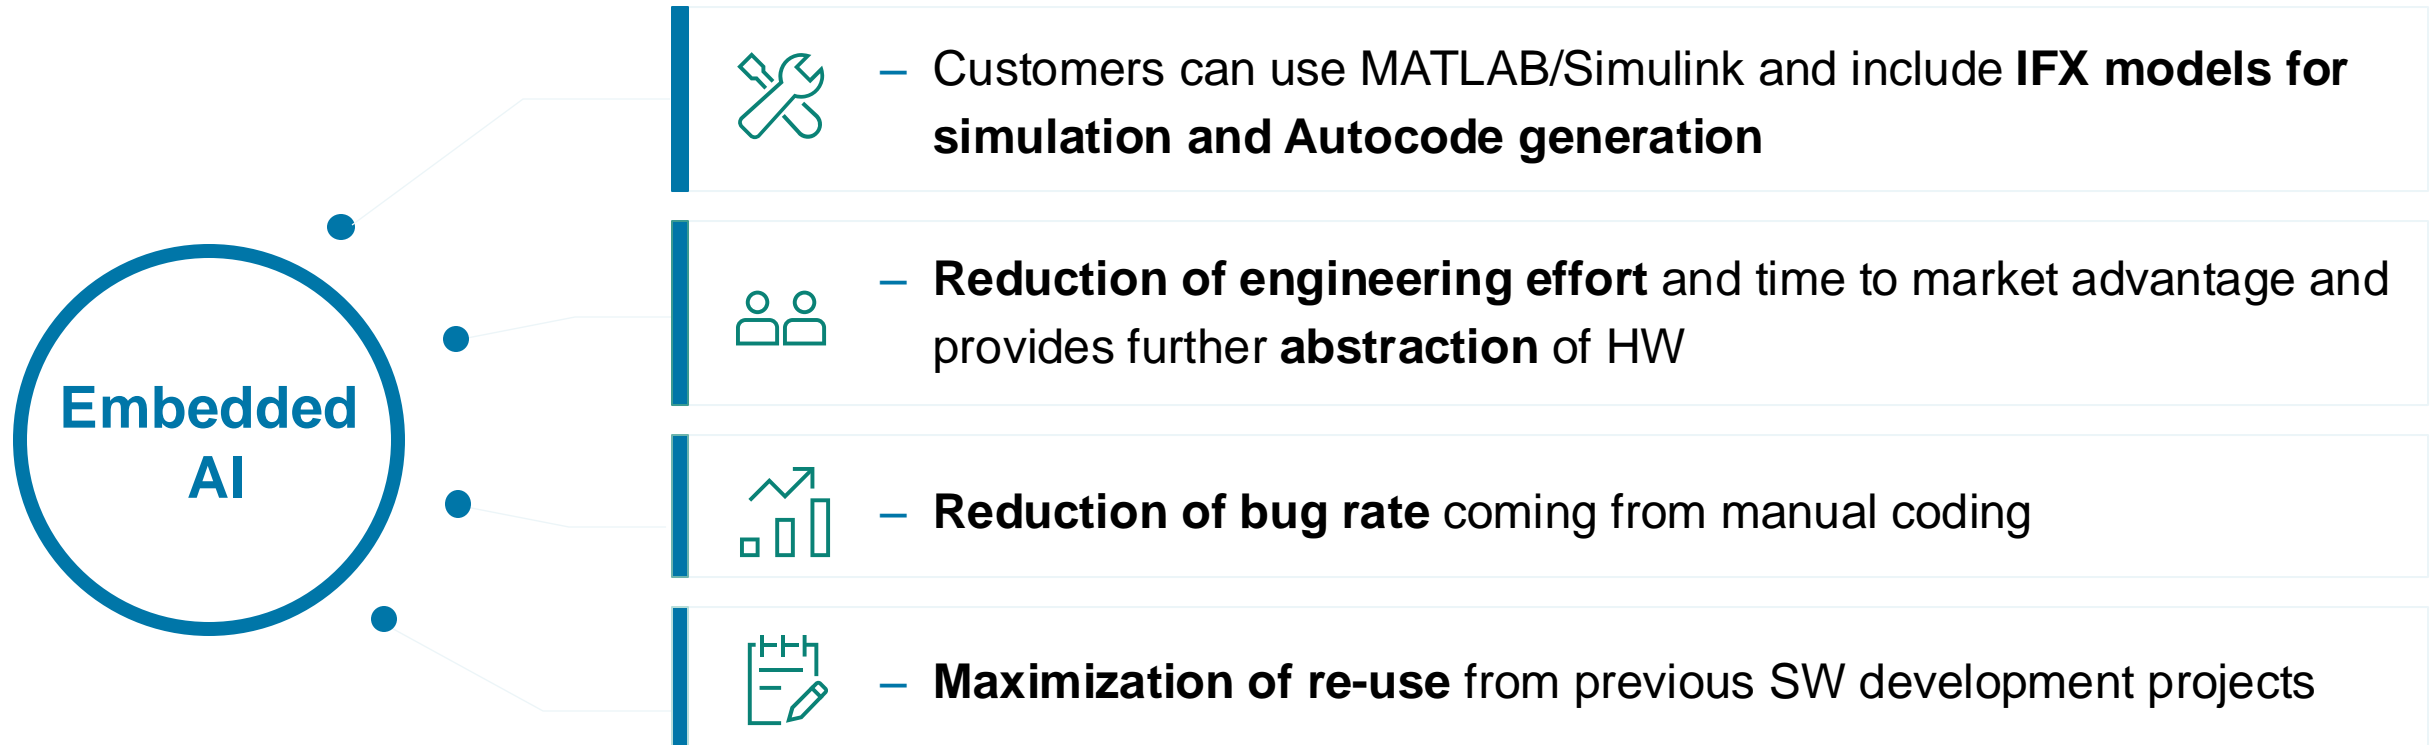 Embedded
AI
– Customers can use MATLAB/Simulink and include IFX models for
simulation and Autocode generation
– Reduction of engineering effort and time to market advantage and
provides further abstraction of HW
– Reduction of bug rate coming from manual coding
– Maximization of re-use from previous SW development projects